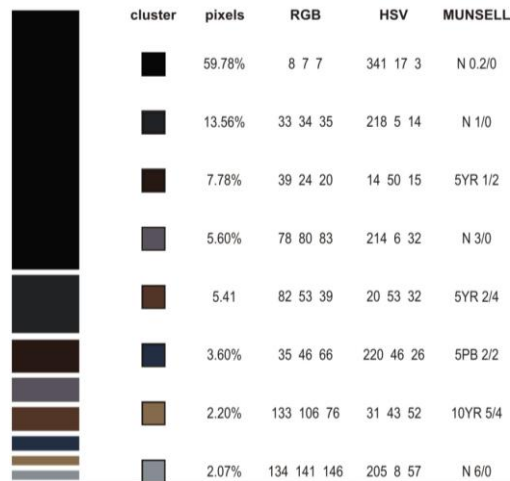 cluster pixels RGB HSV MUNSELL
59.78% 8 7 7 341 17 3 N 0.2/0
13.56% 33 34 35 218 5 14 N 1/0
7.78% 39 24 20 14 50 15 5YR 1/2
5.60% 78 80 83 214 6 32 N 3/0
5.41 82 53 39 20 53 32 5YR 2/4
3.60% 35 46 66 220 46 26 5PB 2/2
2.20% 133 106 76 31 43 52 10YR 5/4
2.07% 134 141 146 205 8 57 N 6/0